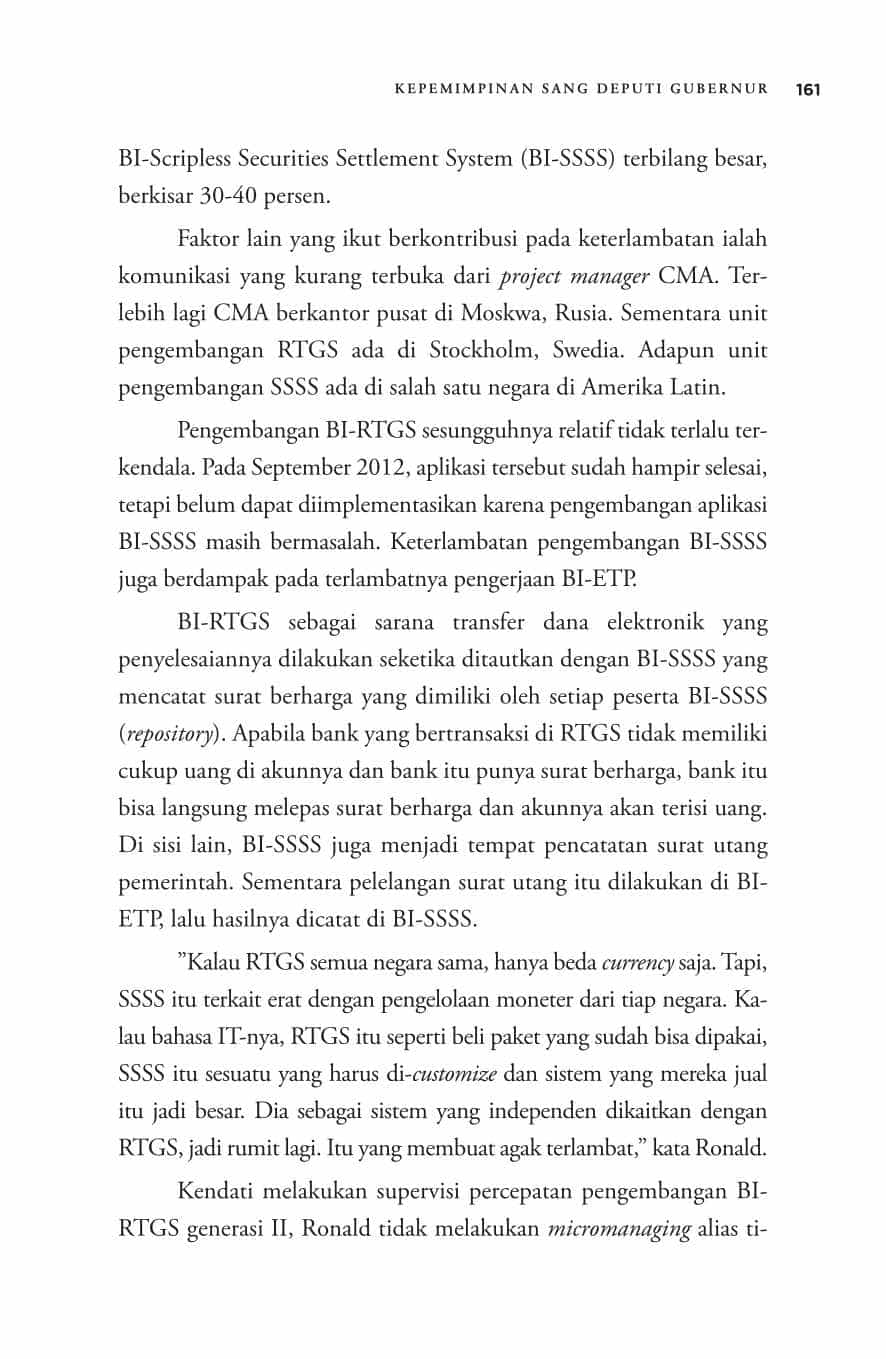 KEPEMIMPINAN SANG DEPUTI GUBERNUR 161
BI-Scripless Securities Settlement System (BI-SSSS) terbilang besar,
berkisar 30-40 persen.
Faktor lain yang ikut berkontribusi pada keterlambatan ialah
komunikasi yang kurang terbuka dari project manager CMA. Ter-
lebih lagi CMA berkantor pusat di Moskwa, Rusia. Sementara unit
pengembangan RTGS ada di Stockholm, Swedia. Adapun unit
pengembangan SSSS ada di salah satu negara di Amerika Latin.
Pengembangan BI-RTGS sesungguhnya relatif tidak terlalu ter-
kendala. Pada September 2012, aplikasi tersebut sudah hampir selesai,
tetapi belum dapat diimplementasikan karena pengembangan aplikasi
BI-SSSS masih bermasalah. Keterlambatan pengembangan BI-SSSS
juga berdampak pada terlambatnya pengerjaan BI-ETP.
BI-RTGS sebagai sarana transfer dana elektronik yang
penyelesaiannya dilakukan seketika ditautkan dengan BI-SSSS yang
mencatat surat berharga yang dimiliki oleh setiap peserta BI-SSSS
(repository). Apabila bank yang bertransaksi di RTGS tidak memiliki
cukup uang di akunnya dan bank itu punya surat berharga, bank itu
bisa langsung melepas surat berharga dan akunnya akan terisi uang.
Di sisi lain, BI-SSSS juga menjadi tempat pencatatan surat utang
pemerintah. Sementara pelelangan surat utang itu dilakukan di BI-
ETP, lalu hasilnya dicatat di BI-SSSS.
”Kalau RTGS semua negara sama, hanya beda currency saja. Tapi,
SSSS itu terkait erat dengan pengelolaan moneter dari tiap negara. Ka-
lau bahasa IT-nya, RTGS itu seperti beli paket yang sudah bisa dipakai,
SSSS itu sesuatu yang harus di-customize dan sistem yang mereka jual
itu jadi besar. Dia sebagai sistem yang independen dikaitkan dengan
RTGS, jadi rumit lagi. Itu yang membuat agak terlambat,” kata Ronald.
Kendati melakukan supervisi percepatan pengembangan BI-
RTGS generasi II, Ronald tidak melakukan micromanaging alias ti-